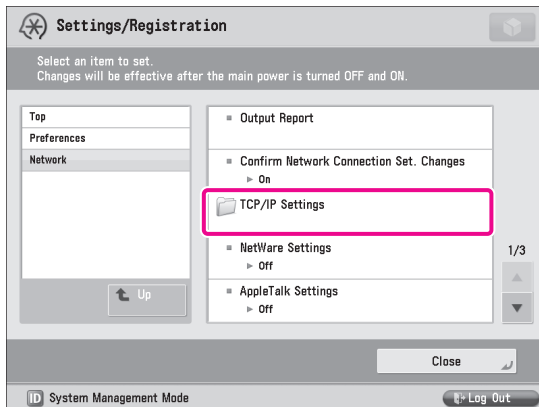 Settings/Registration
Select an item to set.
Changes will be effective after the main power is turned OFF and ON.
Top
Preferences
Network
Up
Output Report
Confirm Network Connection Set. Changes
On
TCP/IP Settings
NetWare Settings
Off
AppleTalk Settings
Off
1/3
Close
ID System Management Mode
Log Out